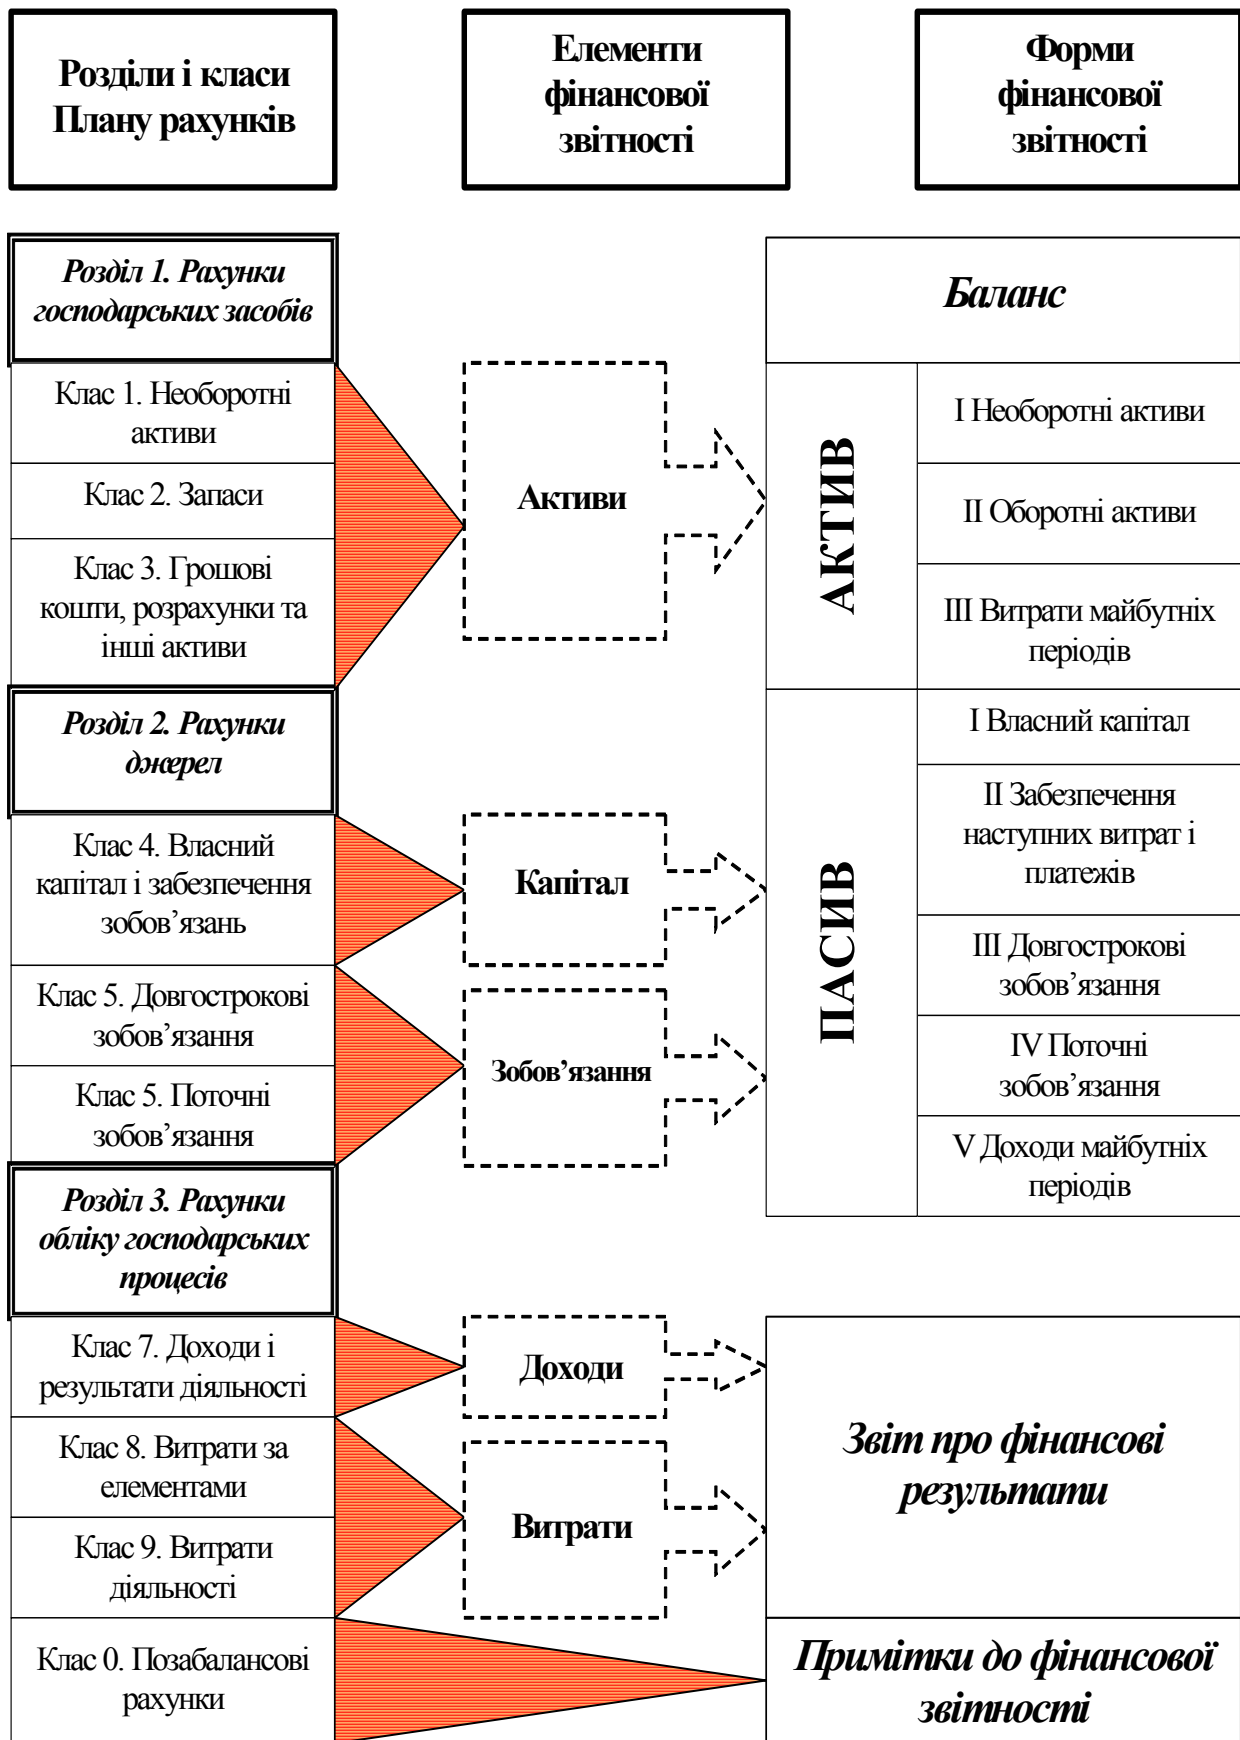 Розділи і класи
Плану рахунків
Елементи
фінансової
звітності
Форми
фінансової
звітності
Розділ 1. Рахунки
господарських засобів
Клас 1. Необоротні
активи
Клас 2. Запаси
Клас 3. Грошові
кошти, розрахунки та
інші активи
Розділ 2. Рахунки
джерел
Клас 4. Власний
капітал і забезпечення
зобов’язань
Клас 5. Довгострокові
зобов’язання
Клас 5. Поточні
зобов’язання
Розділ 3. Рахунки
обліку господарських
процесів
Клас 7. Доходи і
результати діяльності
Клас 8. Витрати за
елементами
Клас 9. Витрати
діяльності
Клас 0. Позабалансові
рахунки
Активи
Капітал
Зобов’язання
Доходи
Витрати
Баланс
АКТИВ
I Необоротні активи
II Оборотні активи
III Витрати майбутніх
періодів
ПАСИВ
I Власний капітал
II Забезпечення
наступних витрат і
платежів
III Довгострокові
зобов’язання
IV Поточні
зобов’язання
V Доходи майбутніх
періодів
Звіт про фінансові
результати
Примітки до фінансової
звітності